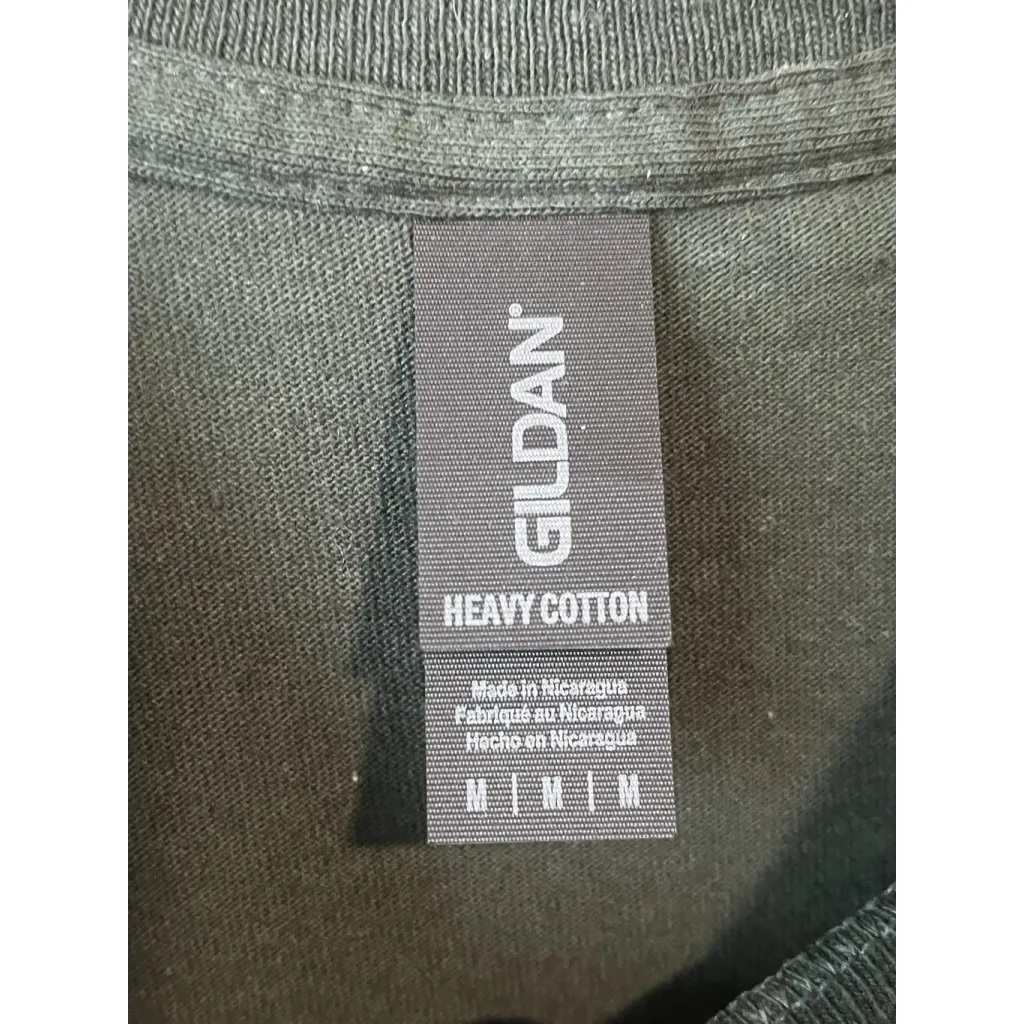 GILDAN®
HEAVY COTTON
Made in Nicaragua
Fabriqué au Nicaragua
Hecho en Nicaragua
M | M | M